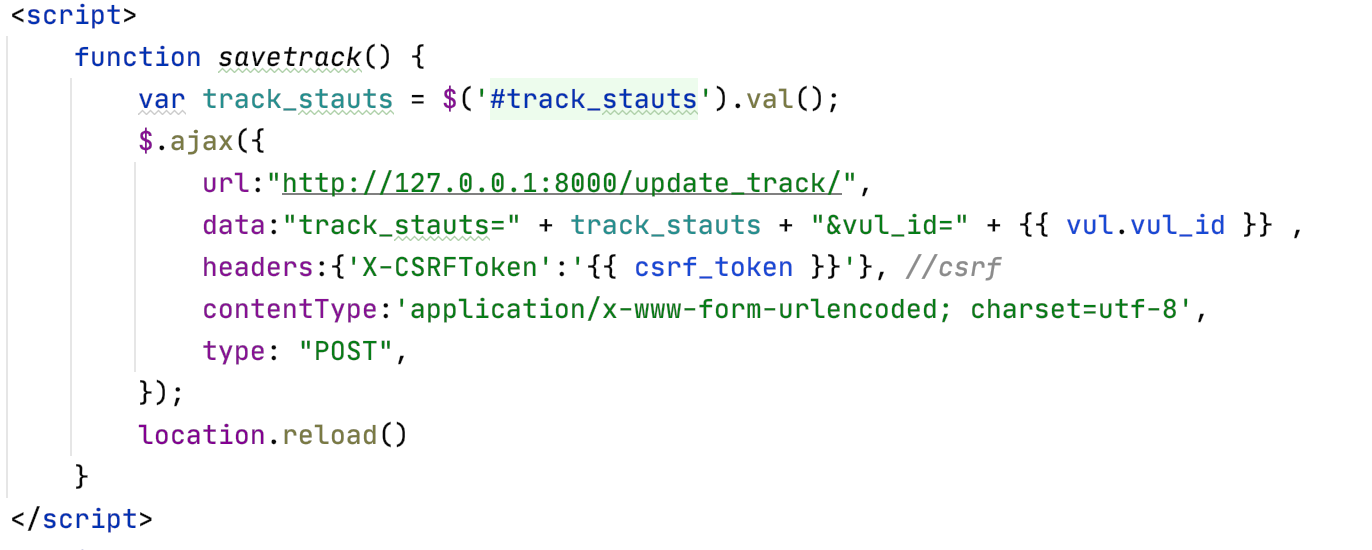 <script>
function savetrack() {
var track_stauts = $('#track_stauts').val();
$.ajax({
url:"http://127.0.0.1:8000/update_track/",
data:"track_stauts=" + track_stauts + "&vul_id=" + {{ vul.vul_id }} ,
headers:{'X-CSRFToken':'{{ csrf_token }}'}, //csrf
contentType:'application/x-www-form-urlencoded; charset=utf-8',
type: "POST",
});
location.reload()
}
</script>